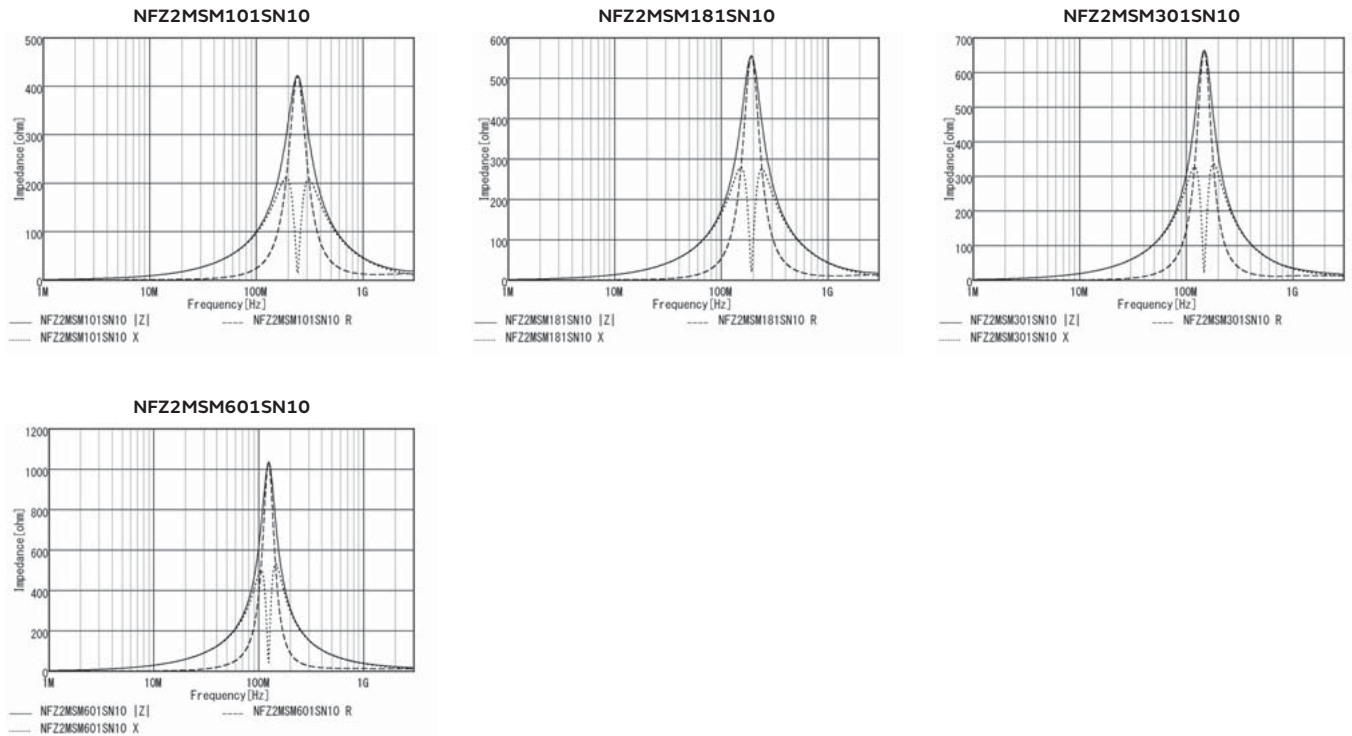 NFZ2MSM101SN10
500
400
300
200
100
0
Impedance[ohm]
1M 10M 100M 1G
Frequency[Hz]
NFZ2MSM101SN10 |Z| NFZ2MSM101SN10 R
NFZ2MSM101SN10 X
NFZ2MSM181SN10
600
500
400
300
200
100
0
Impedance[ohm]
1M 10M 100M 1G
Frequency[Hz]
NFZ2MSM181SN10 |Z| NFZ2MSM181SN10 R
NFZ2MSM181SN10 X
NFZ2MSM301SN10
700
600
500
400
300
200
100
0
Impedance[ohm]
1M 10M 100M 1G
Frequency[Hz]
NFZ2MSM301SN10 |Z| NFZ2MSM301SN10 R
NFZ2MSM301SN10 X
NFZ2MSM601SN10
1200
1000
800
600
400
200
0
Impedance[ohm]
1M 10M 100M 1G
Frequency[Hz]
NFZ2MSM601SN10 |Z| NFZ2MSM601SN10 R
NFZ2MSM601SN10 X